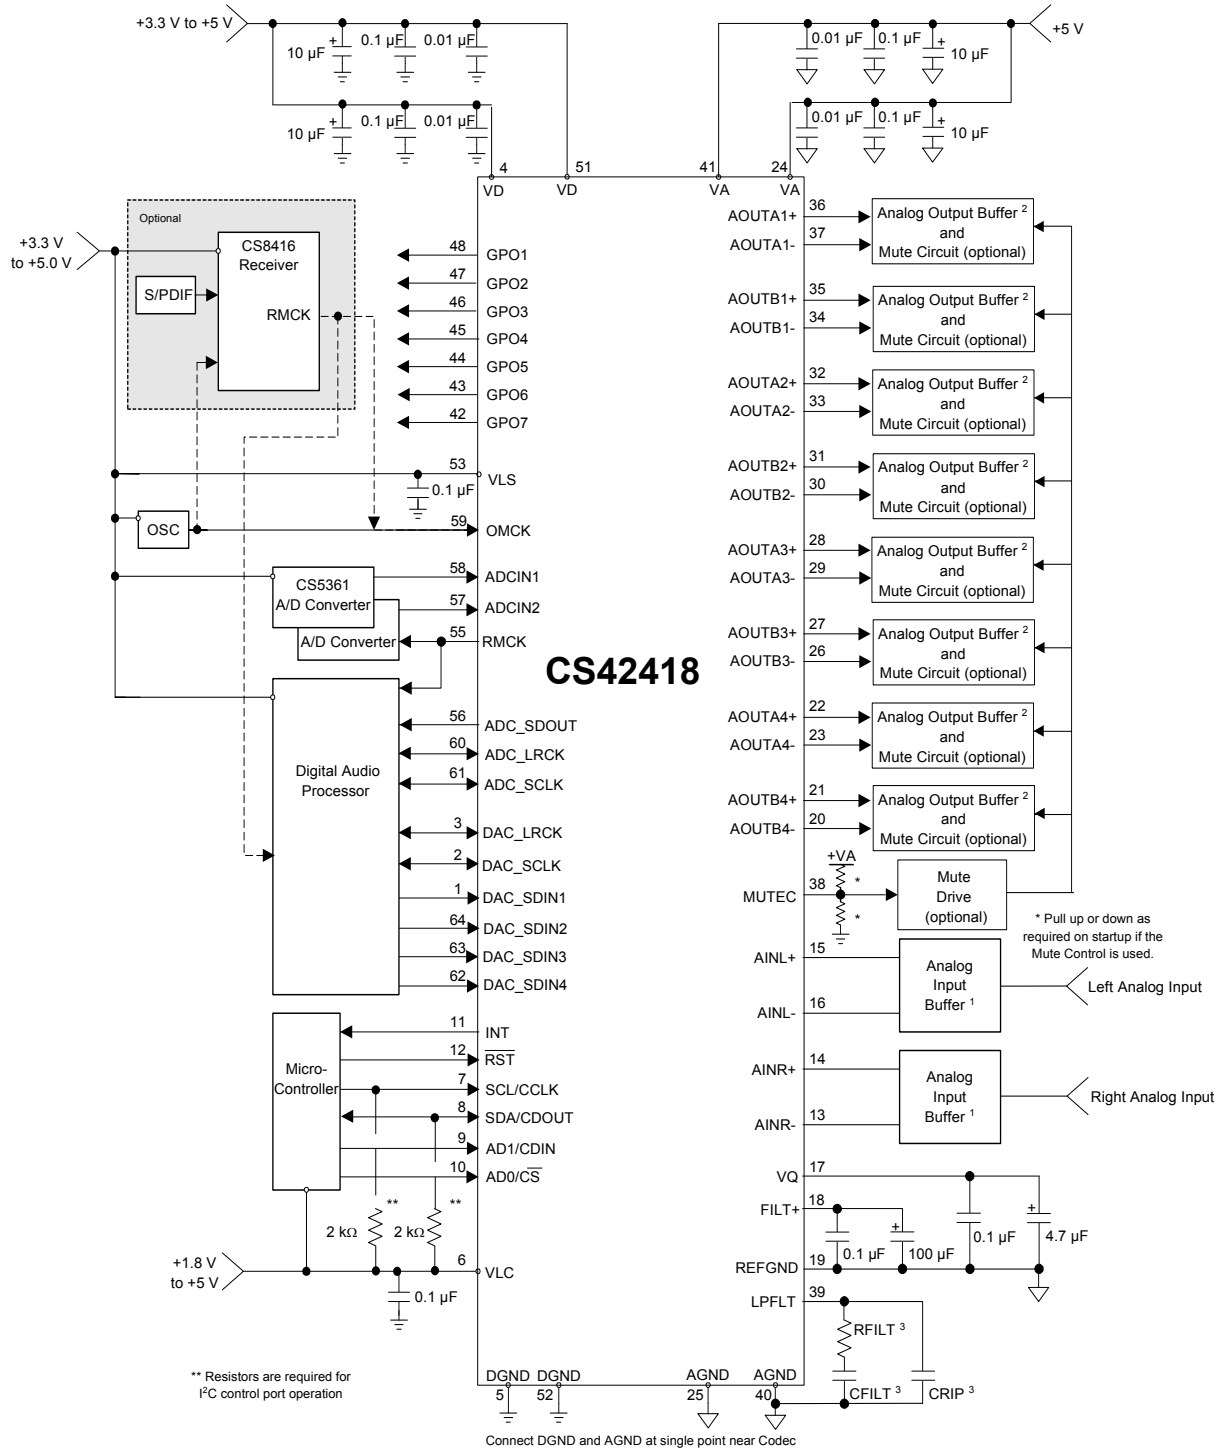 +3.3 V to +5 V
10 µF
+
0.1 µF
0.01 µF
10 µF
+
0.1 µF
0.01 µF
0.01 µF
0.1 µF
+
10 µF
+5 V
0.01 µF
0.1 µF
+
10 µF
4
51
41
24
VD
VD
VA
VA
Optional
+3.3 V
to +5.0 V
CS8416
Receiver
S/PDIF
RMCK
48
GPO1
47
GPO2
46
GPO3
45
GPO4
44
GPO5
43
GPO6
42
GPO7
53
VLS
0.1 µF
OSC
59
OMCK
CS5361
A/D Converter
A/D Converter
58
ADCIN1
57
ADCIN2
55
RMCK
CS42418
Digital Audio
Processor
56
ADC_SDOUT
60
ADC_LRCK
61
ADC_SCLK
3
DAC_LRCK
2
DAC_SCLK
1
DAC_SDIN1
64
DAC_SDIN2
63
DAC_SDIN3
62
DAC_SDIN4
Micro-
Controller
11
INT
12
RST
7
SCL/CCLK
8
SDA/CDOUT
9
AD1/CDIN
10
AD0/CS
**
**
2 kΩ
2 kΩ
+1.8 V
to +5 V
6
VLC
0.1 µF
** Resistors are required for
I2C control port operation
AOUTA1+
36
AOUTA1-
37
Analog Output Buffer 2
and
Mute Circuit (optional)
AOUTB1+
35
AOUTB1-
34
Analog Output Buffer 2
and
Mute Circuit (optional)
AOUTA2+
32
AOUTA2-
33
Analog Output Buffer 2
and
Mute Circuit (optional)
AOUTB2+
31
AOUTB2-
30
Analog Output Buffer 2
and
Mute Circuit (optional)
AOUTA3+
28
AOUTA3-
29
Analog Output Buffer 2
and
Mute Circuit (optional)
AOUTB3+
27
AOUTB3-
26
Analog Output Buffer 2
and
Mute Circuit (optional)
AOUTA4+
22
AOUTA4-
23
Analog Output Buffer 2
and
Mute Circuit (optional)
AOUTB4+
21
AOUTB4-
20
Analog Output Buffer 2
and
Mute Circuit (optional)
+VA
*
*
MUTEC
38
Mute
Drive
(optional)
* Pull up or down as
required on startup if the
Mute Control is used.
AINL+
15
AINL-
16
Analog
Input
Buffer 1
Left Analog Input
AINR+
14
AINR-
13
Analog
Input
Buffer 1
Right Analog Input
VQ
17
FILT+
18
0.1 µF
+
100 µF
0.1 µF
+
4.7 µF
REFGND
19
LPFLT
39
RFILT 3
CFILT 3
CRIP 3
DGND
DGND
AGND
AGND
5
52
25
40
Connect DGND and AGND at single point near Codec